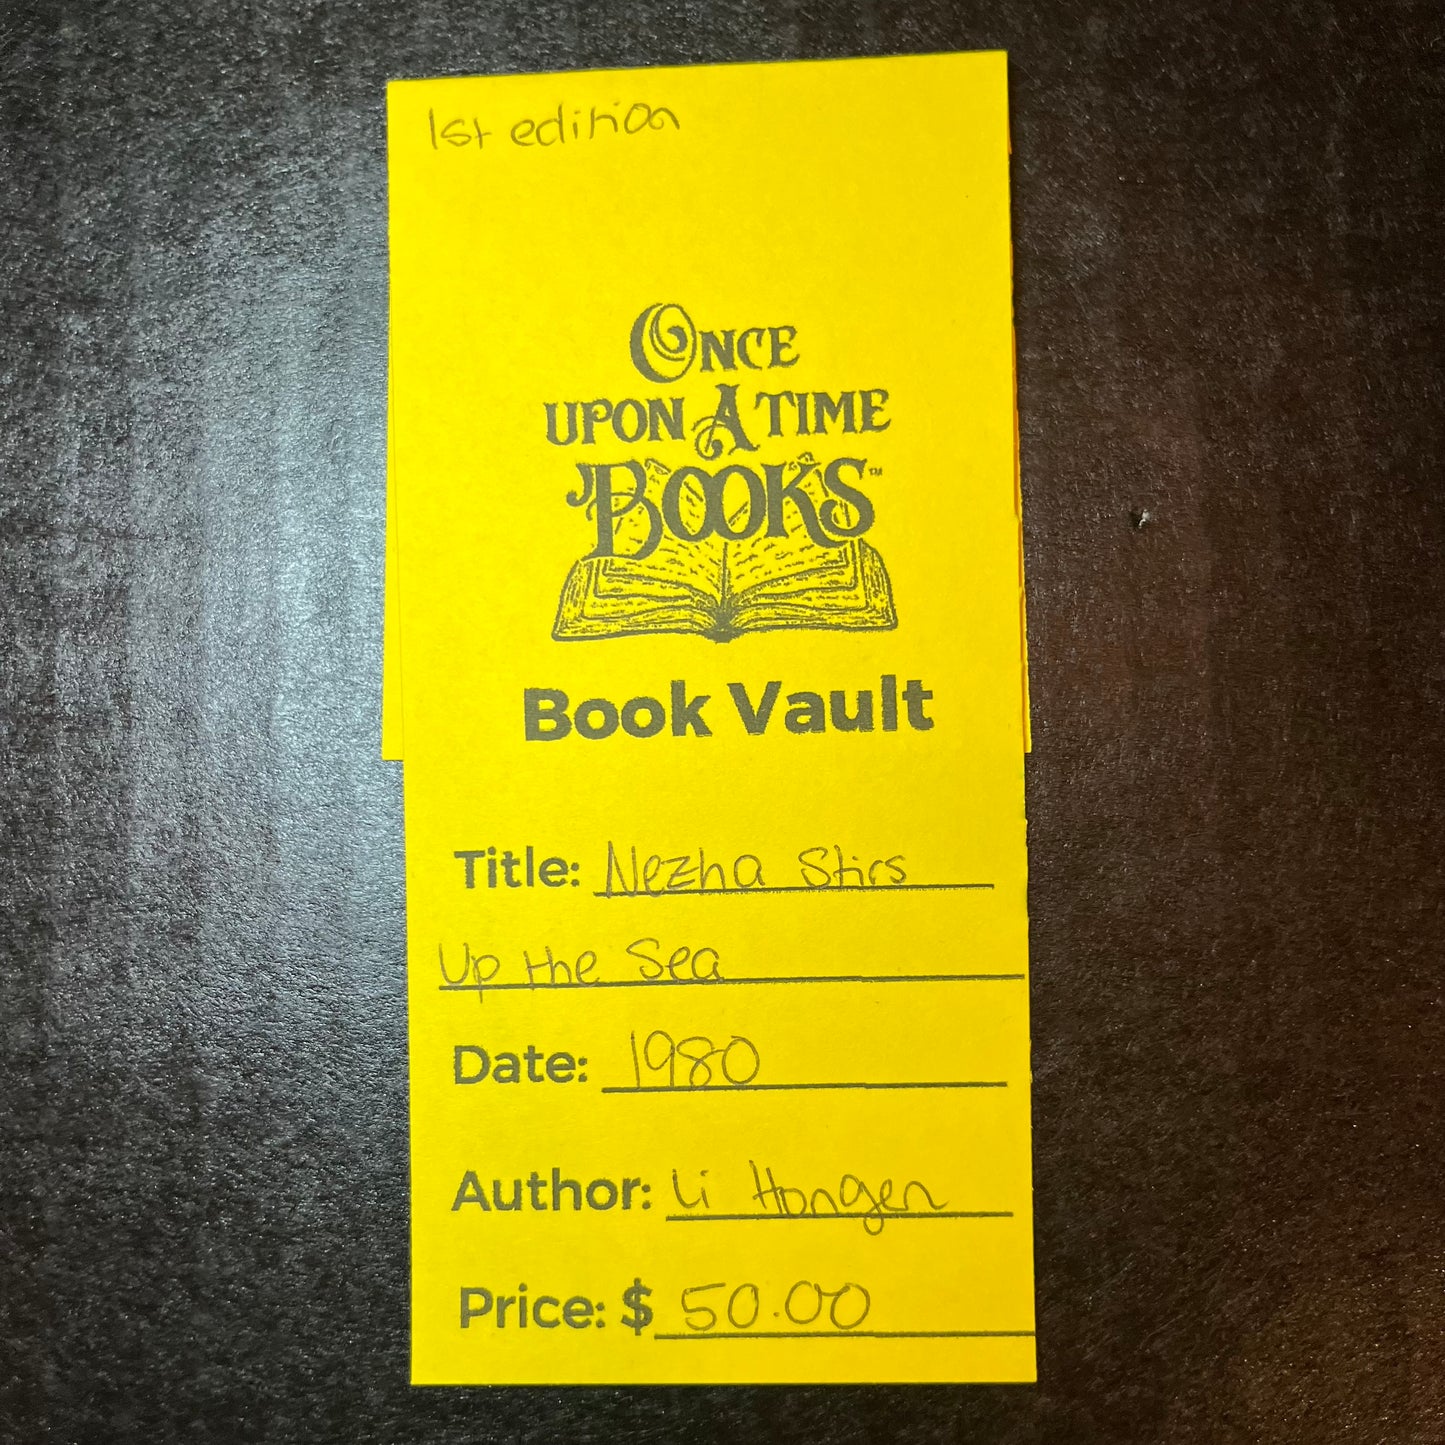 1st edition
ONCE
UPON A TIME
BOOKS™
Book Vault
Title: Nezha Stirs
Up the Sea
Date: 1980
Author: Li Hongen
Price: $ 50.00